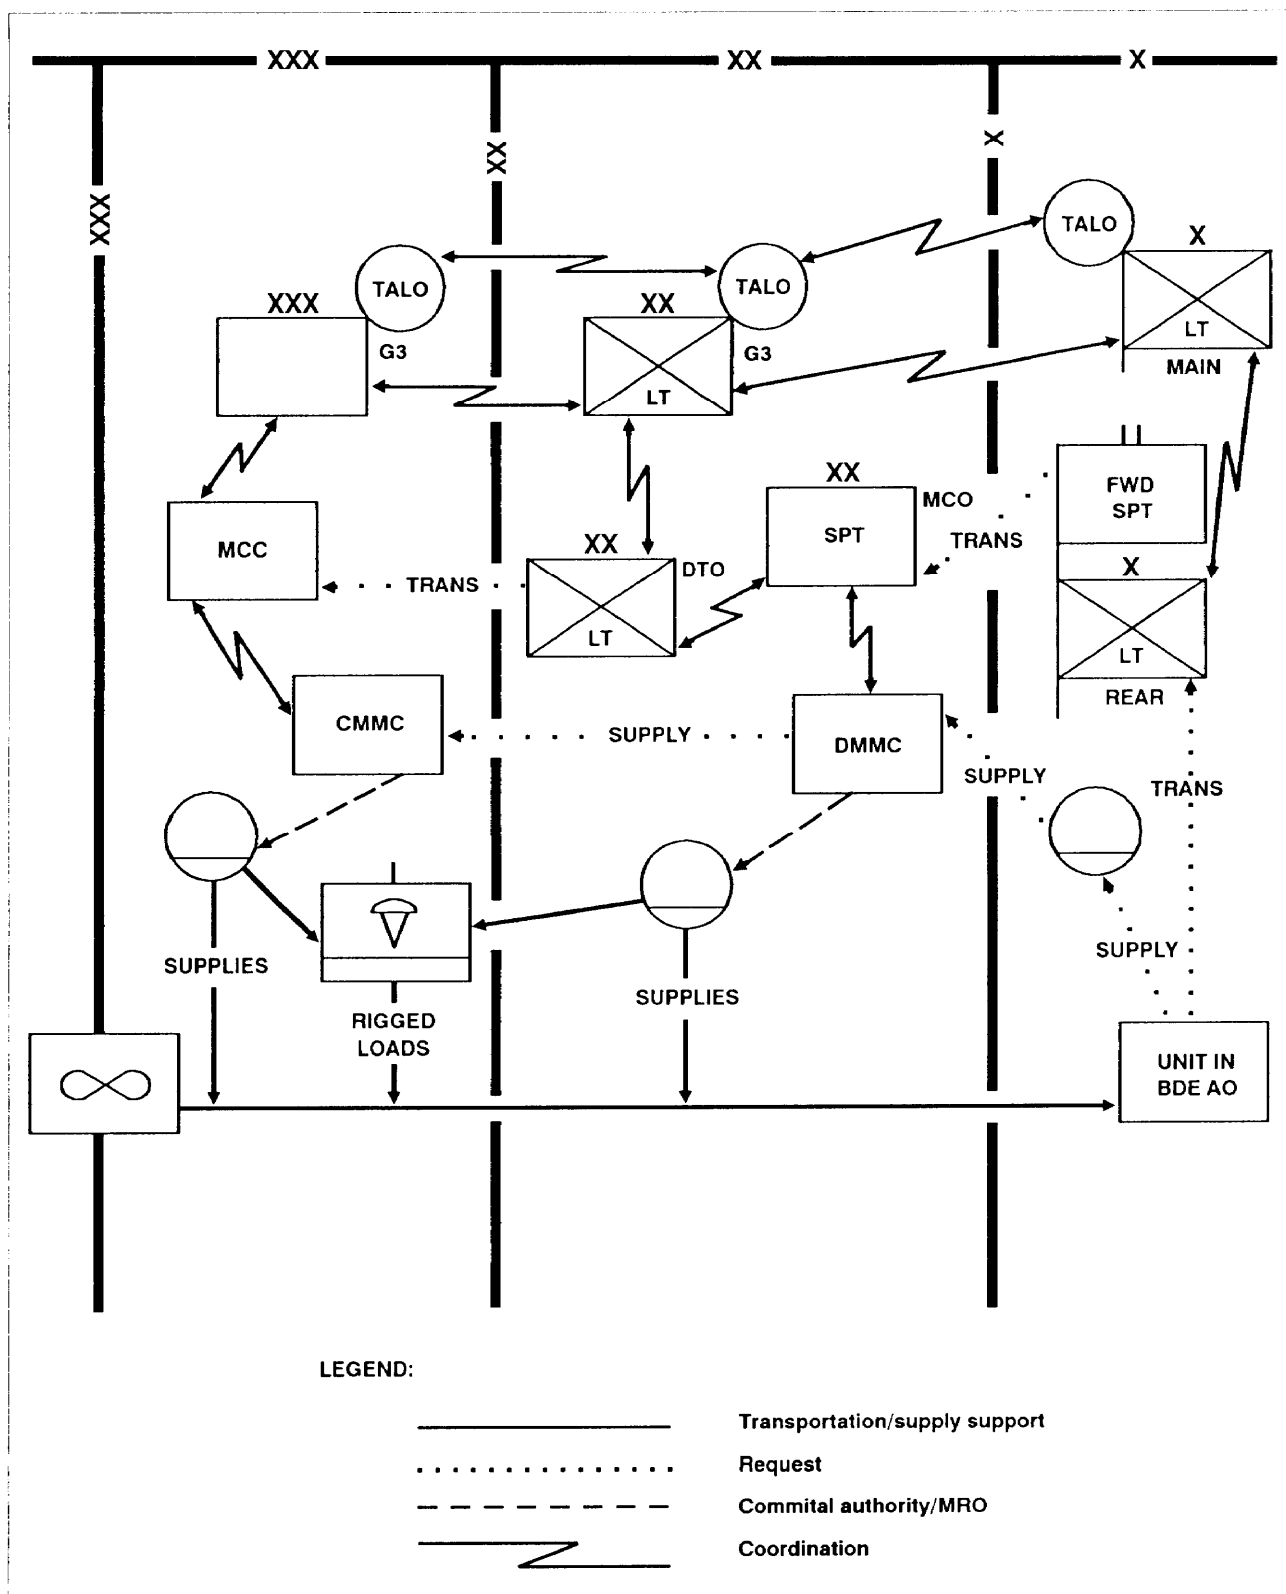 XXX
XX
X
XX
X
XXX
TALO
X
TALO
TALO
XXX
XX
LT
G3
G3
MAIN
LT
XX
FWD
SPT
MCO
SPT
MCC
XX
TRANS
DTO
X
TRANS
LT
LT
REAR
CMMC
SUPPLY
DMMC
SUPPLY
TRANS
SUPPLY
SUPPLIES
SUPPLIES
RIGGED
LOADS
UNIT IN
BDE AO
LEGEND:
Transportation/supply support
Request
Commital authority/MRO
Coordination